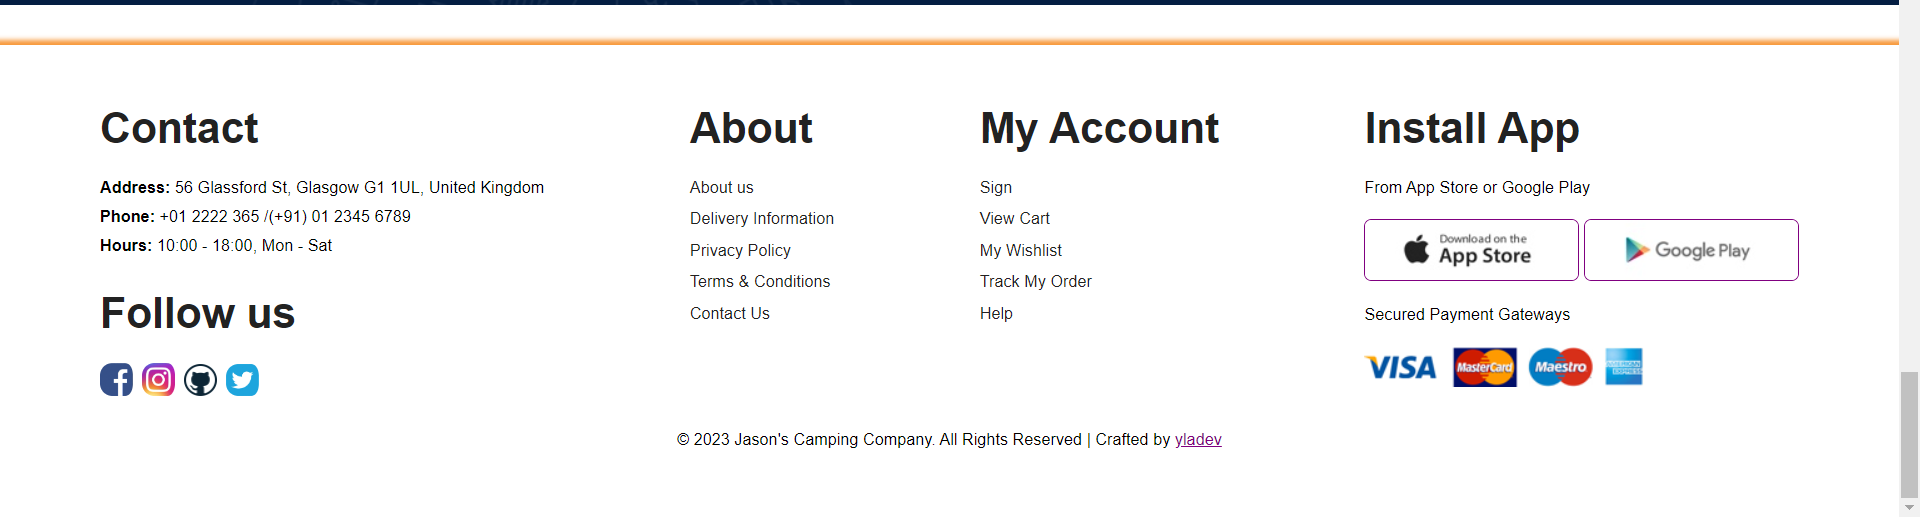 Contact
Address: 56 Glassford St, Glasgow G1 1UL, United Kingdom
Phone: +01 2222 365 /(+91) 01 2345 6789
Hours: 10:00 - 18:00, Mon - Sat
Follow us
About
About us
Delivery Information
Privacy Policy
Terms & Conditions
Contact Us
My Account
Sign
View Cart
My Wishlist
Track My Order
Help
Install App
From App Store or Google Play
Download on the
App Store
Google Play
Secured Payment Gateways
VISA
MasterCard
Maestro
AMERICAN
EXPRESS
© 2023 Jason's Camping Company. All Rights Reserved | Crafted by yladev